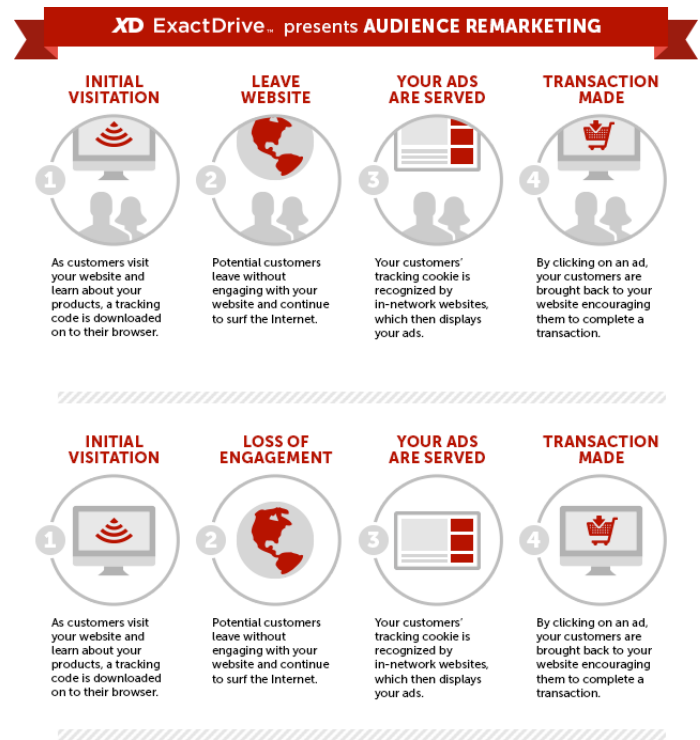 XD ExactDrive™ presents AUDIENCE REMARKETING
INITIAL
VISITATION
1
As customers visit
your website and
learn about your
products, a tracking
code is downloaded
on to their browser.
LEAVE
WEBSITE
2
Potential customers
leave without
engaging with your
website and continue
to surf the Internet.
YOUR ADS
ARE SERVED
3
Your customers'
tracking cookie is
recognized by
in-network websites,
which then displays
your ads.
TRANSACTION
MADE
4
By clicking on an ad,
your customers are
brought back to your
website encouraging
them to complete a
transaction.
INITIAL
VISITATION
1
As customers visit
your website and
learn about your
products, a tracking
code is downloaded
on to their browser.
LOSS OF
ENGAGEMENT
2
Potential customers
leave without
engaging with your
website and continue
to surf the Internet.
YOUR ADS
ARE SERVED
3
Your customers'
tracking cookie is
recognized by
in-network websites,
which then displays
your ads.
TRANSACTION
MADE
4
By clicking on an ad,
your customers are
brought back to your
website encouraging
them to complete a
transaction.